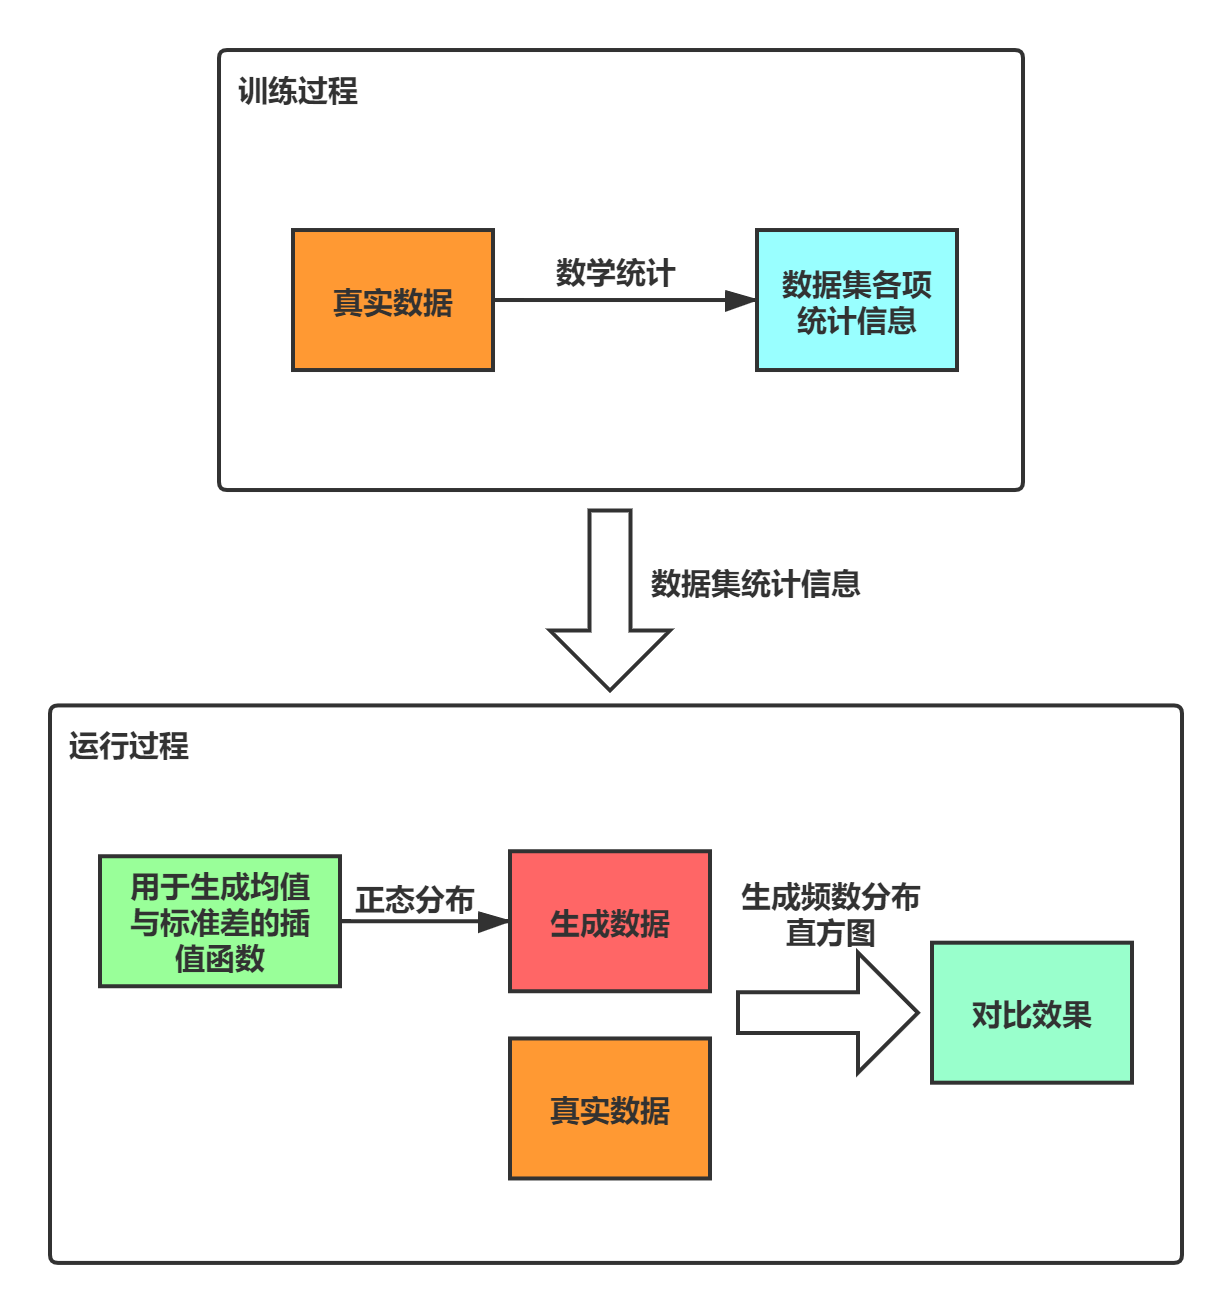 训练过程
数学统计
真实数据
数据集各项
统计信息
数据集统计信息
运行过程
用于生成均值
与标准差的插
值函数
正态分布
生成数据
生成频数分布
直方图
对比效果
真实数据